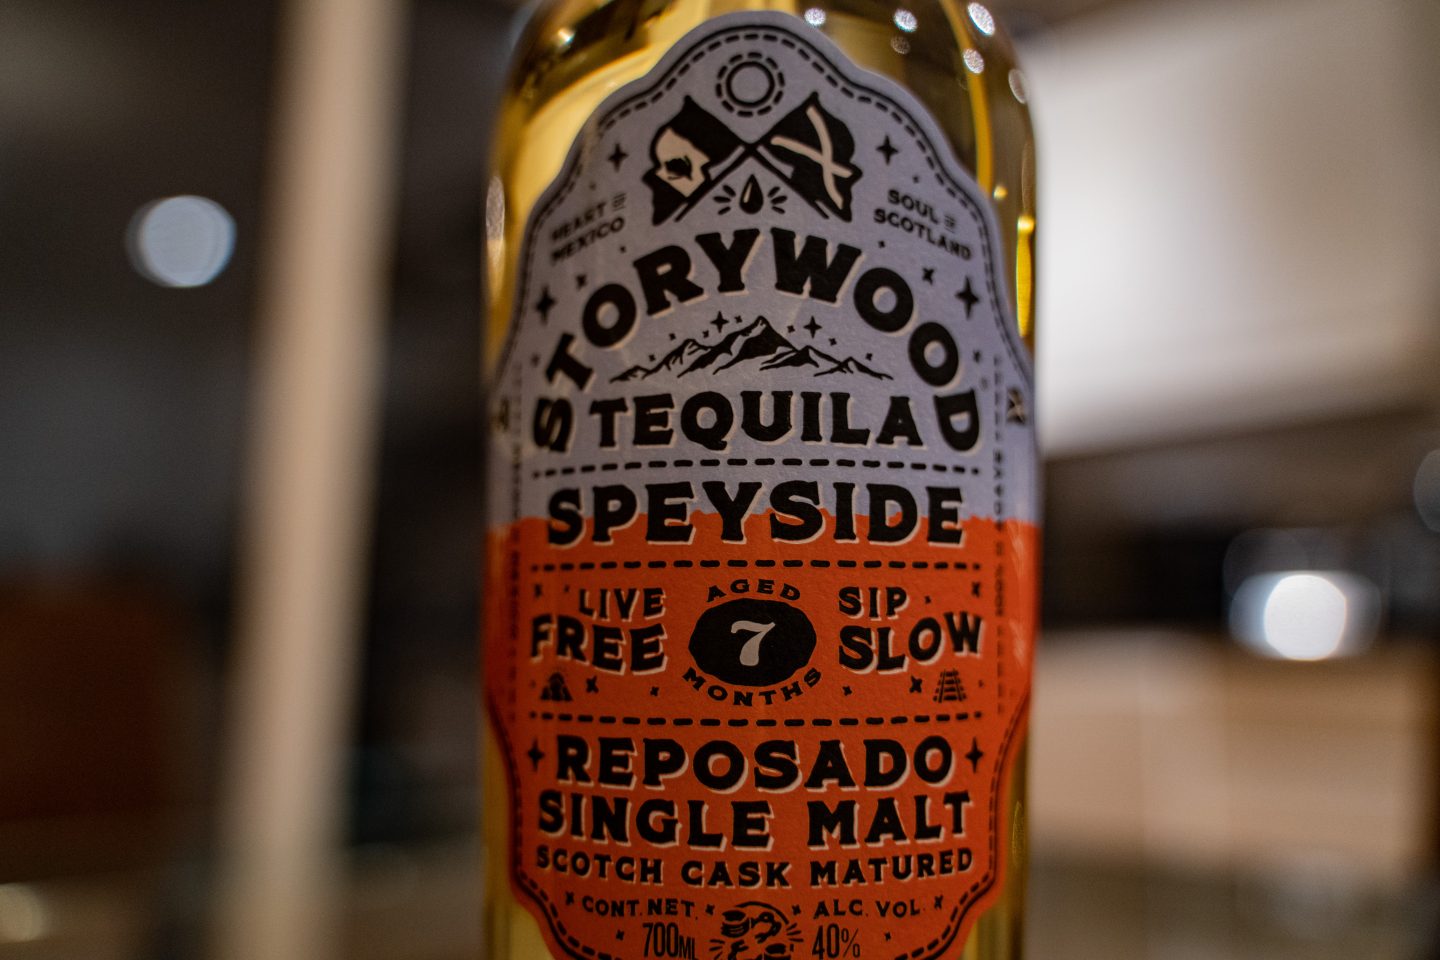 HEART OF
MEXICO
SOUL OF
SCOTLAND
STORYWOOD
TEQUILA
SPEYSIDE
LIVE
FREE
AGED
7
MONTHS
SIP
SLOW
REPOSADO
SINGLE MALT
SCOTCH CASK MATURED
CONT. NET.
700ML
ALC. VOL.
40%